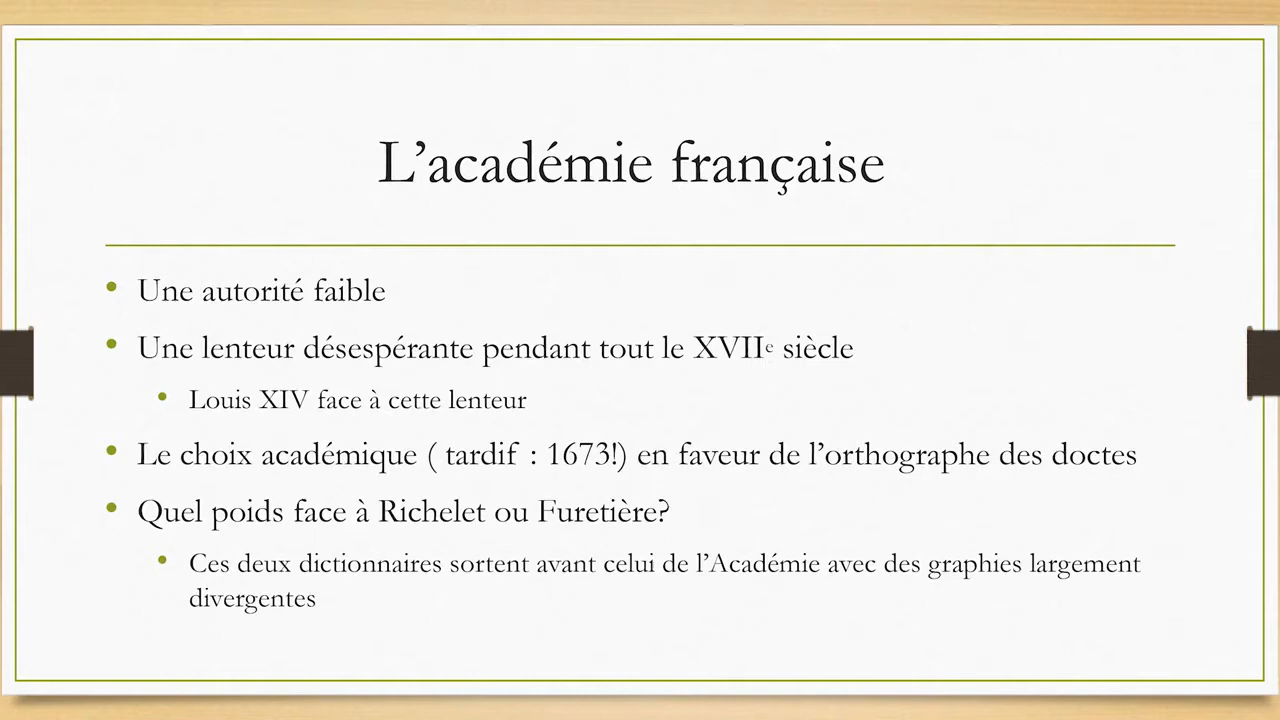 L’académie française
• Une autorité faible
• Une lenteur désespérante pendant tout le XVIIe siècle
• Louis XIV face à cette lenteur
• Le choix académique ( tardif : 1673!) en faveur de l’orthographe des doctes
• Quel poids face à Richelet ou Furetière?
• Ces deux dictionnaires sortent avant celui de l’Académie avec des graphies largement
divergentes